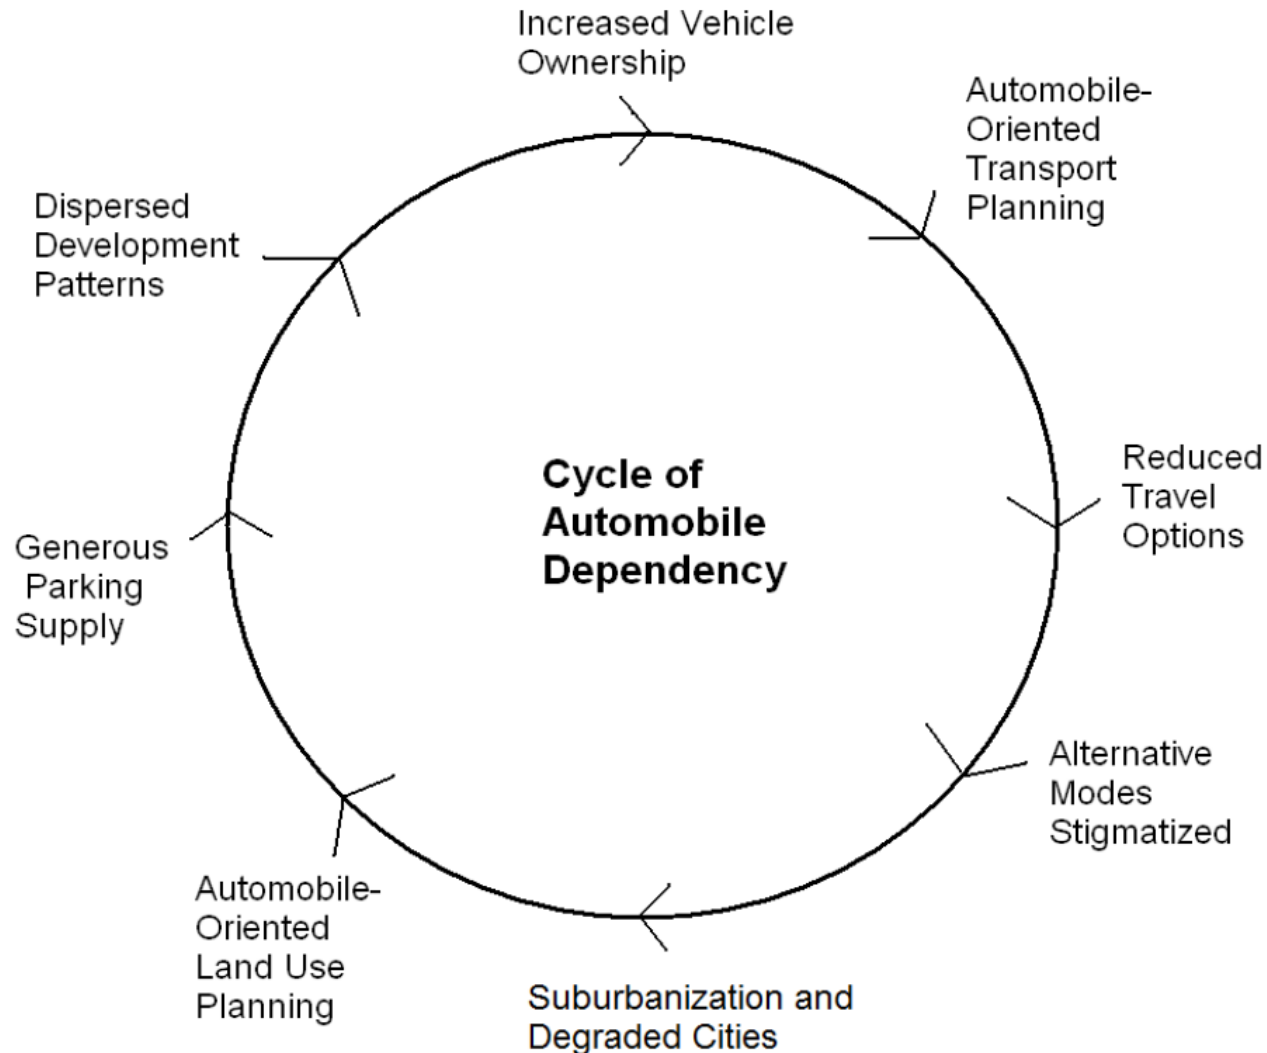 Increased Vehicle
Ownership
Automobile-
Oriented
Transport
Planning
Dispersed
Development
Patterns
Cycle of
Automobile
Dependency
Reduced
Travel
Options
Generous
Parking
Supply
Alternative
Modes
Stigmatized
Automobile-
Oriented
Land Use
Planning
Suburbanization and
Degraded Cities